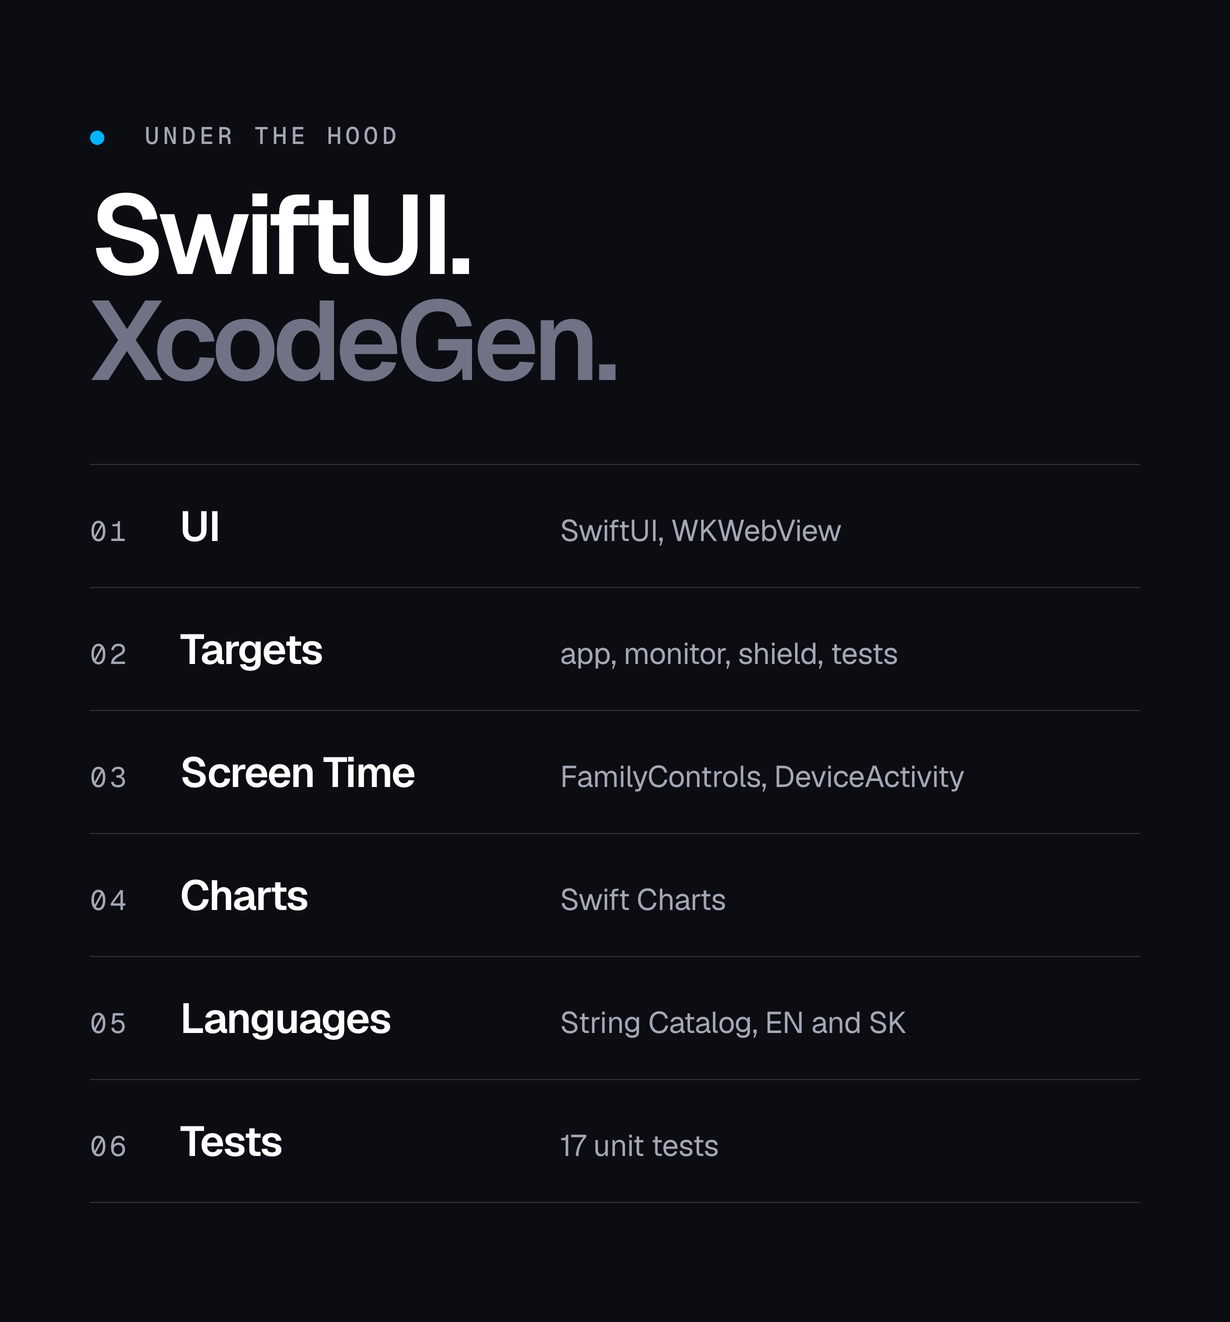 UNDER THE HOOD
SwiftUI.
XcodeGen.
01 UI SwiftUI, WKWebView
02 Targets app, monitor, shield, tests
03 Screen Time FamilyControls, DeviceActivity
04 Charts Swift Charts
05 Languages String Catalog, EN and SK
06 Tests 17 unit tests